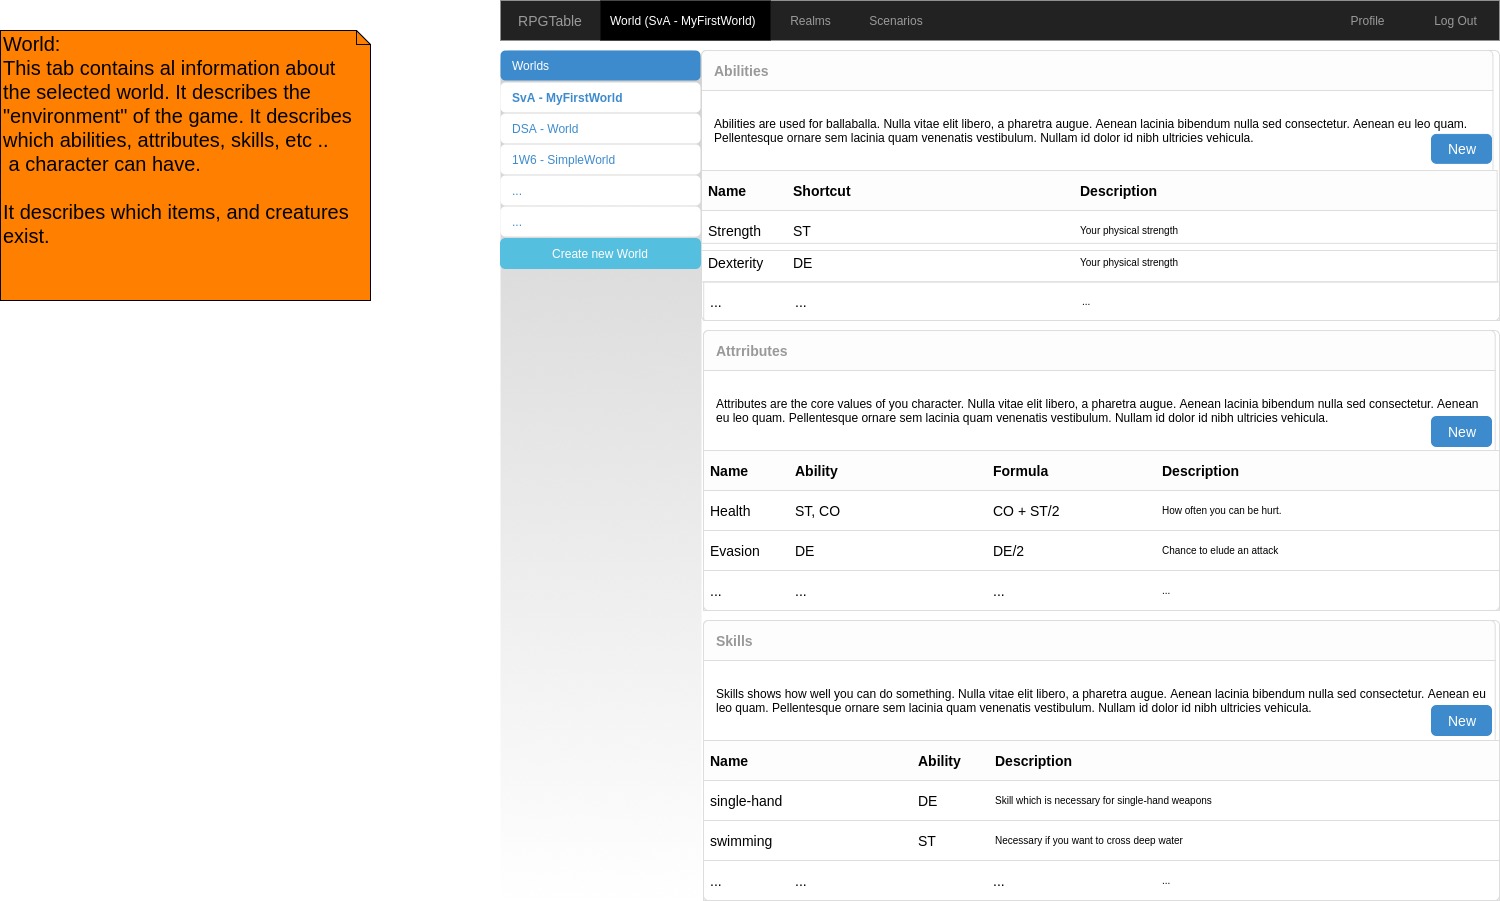 World:
This tab contains al information about
the selected world. It describes the
"environment" of the game. It describes
which abilities, attributes, skills, etc ..
a character can have.
It describes which items, and creatures
exist.
RPGTable World (SvA - MyFirstWorld) Realms Scenarios Profile Log Out
Worlds
SvA - MyFirstWorld
DSA - World
1W6 - SimpleWorld
...
...
Create new World
Abilities
Abilities are used for ballaballa. Nulla vitae elit libero, a pharetra augue. Aenean lacinia bibendum nulla sed consectetur. Aenean eu leo quam.
Pellentesque ornare sem lacinia quam venenatis vestibulum. Nullam id dolor id nibh ultricies vehicula.
New
Name Shortcut Description
Strength ST Your physical strength
Dexterity DE Your physical strength
... ... ...
Attrributes
Attributes are the core values of you character. Nulla vitae elit libero, a pharetra augue. Aenean lacinia bibendum nulla sed consectetur. Aenean
eu leo quam. Pellentesque ornare sem lacinia quam venenatis vestibulum. Nullam id dolor id nibh ultricies vehicula.
New
Name Ability Formula Description
Health ST, CO CO + ST/2 How often you can be hurt.
Evasion DE DE/2 Chance to elude an attack
... ... ... ...
Skills
Skills shows how well you can do something. Nulla vitae elit libero, a pharetra augue. Aenean lacinia bibendum nulla sed consectetur. Aenean eu
leo quam. Pellentesque ornare sem lacinia quam venenatis vestibulum. Nullam id dolor id nibh ultricies vehicula.
New
Name Ability Description
single-hand DE Skill which is necessary for single-hand weapons
swimming ST Necessary if you want to cross deep water
... ... ... ...